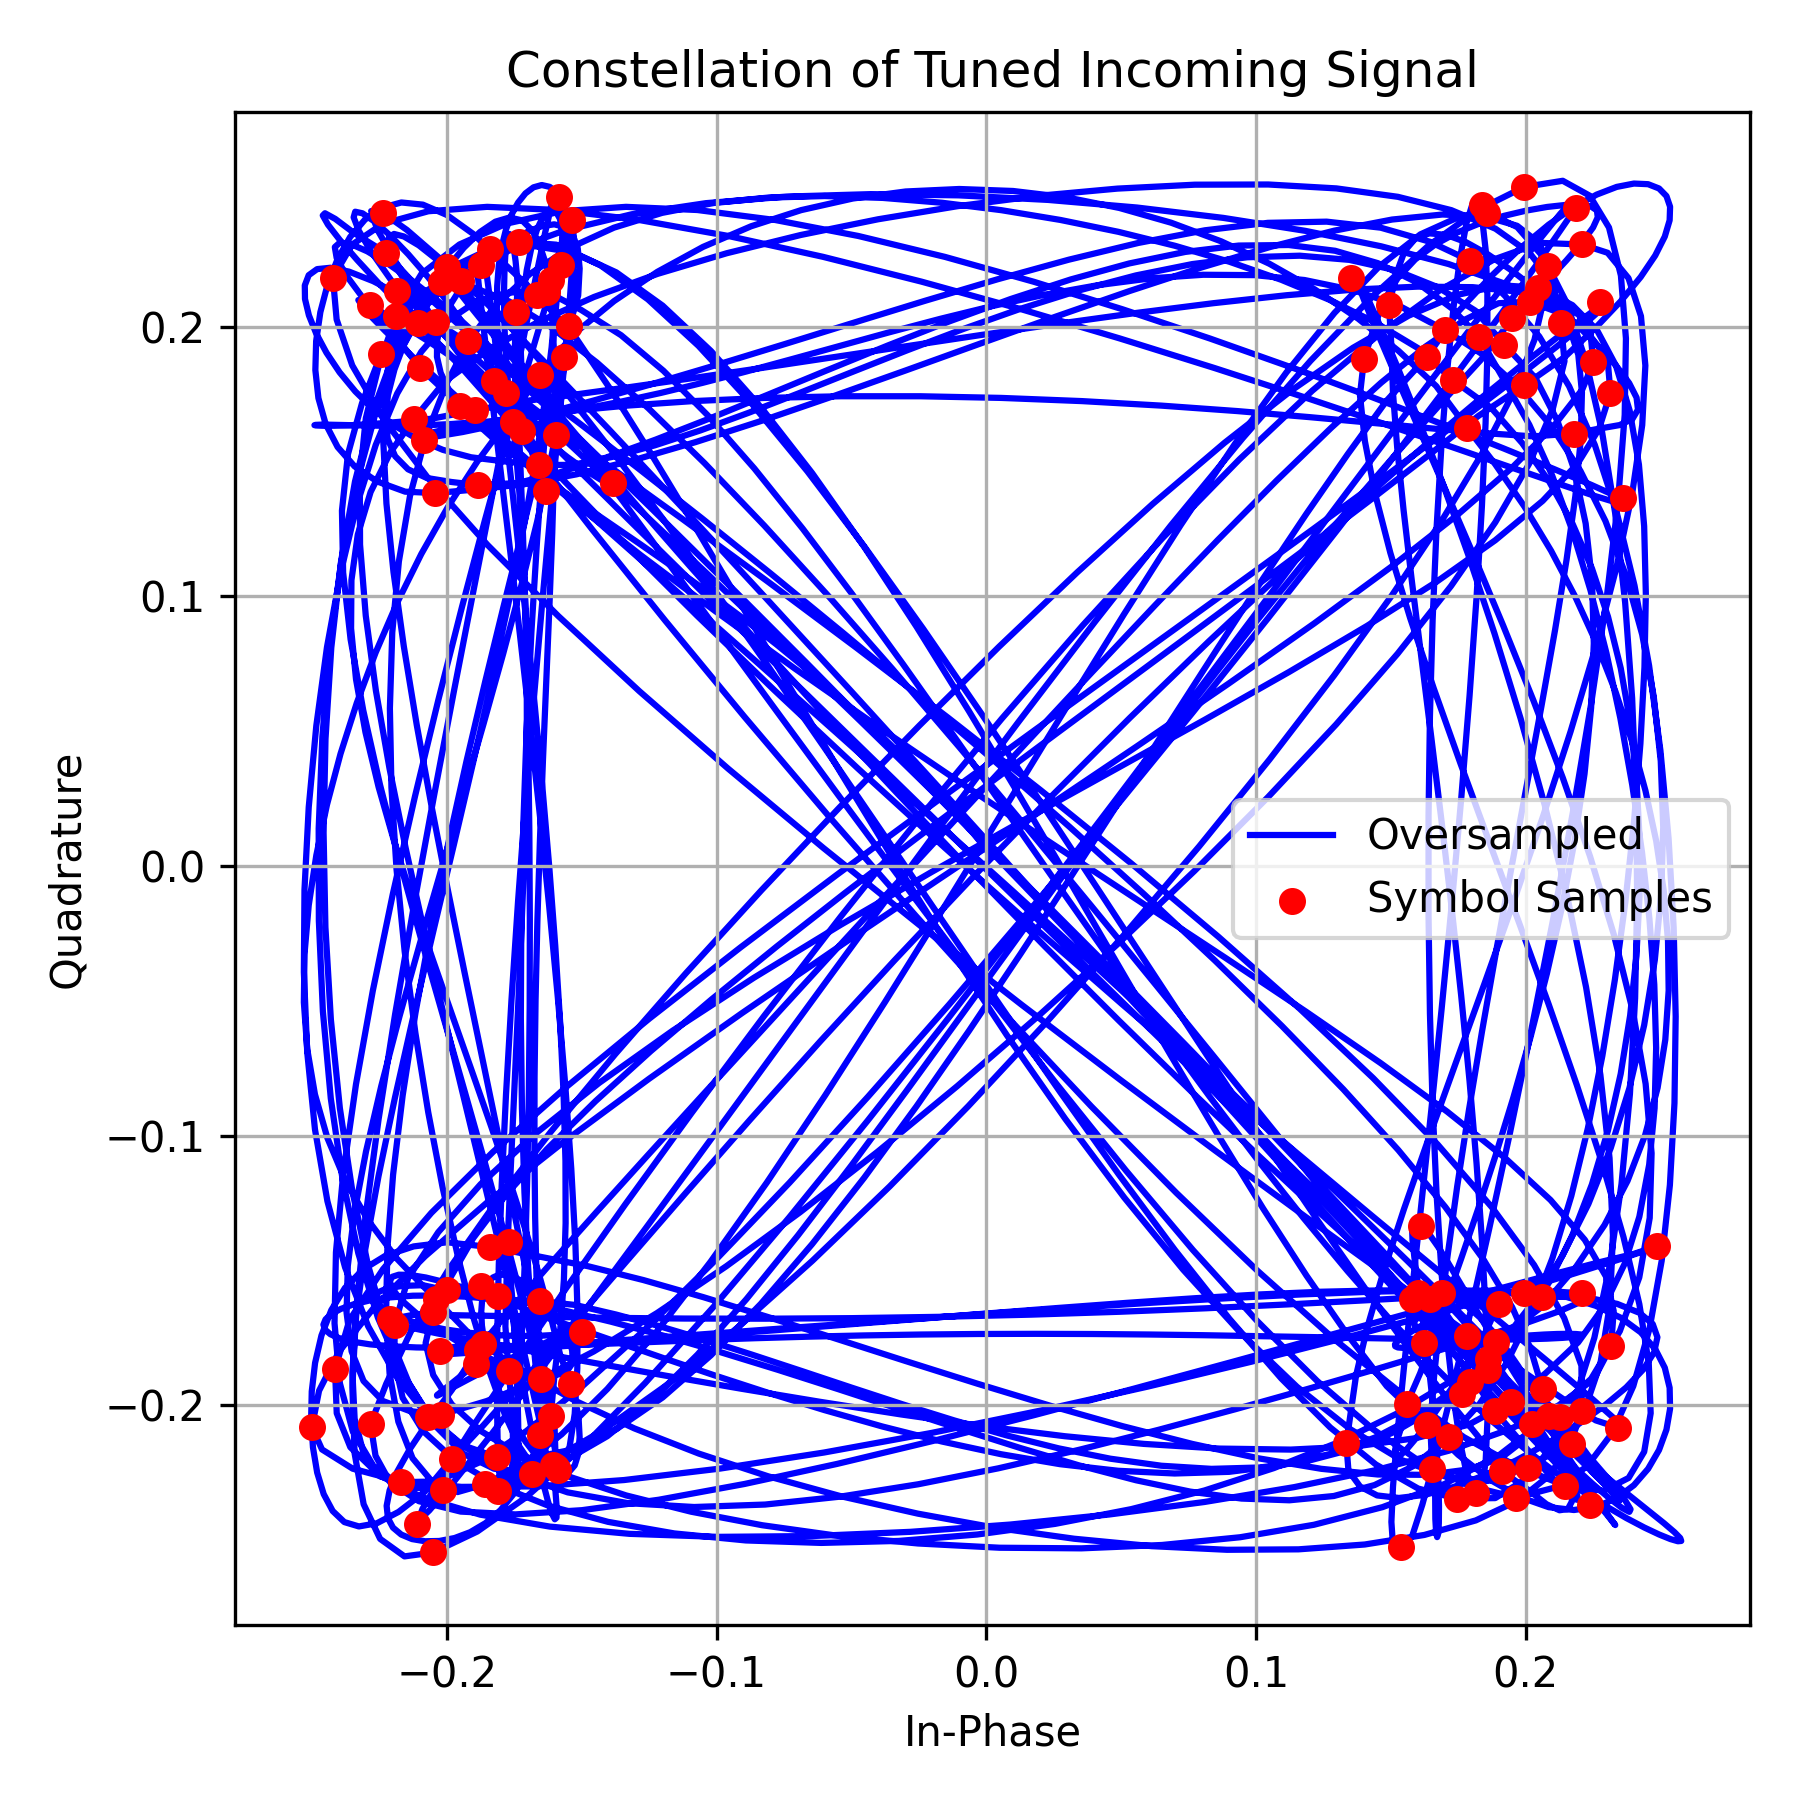 Constellation of Tuned Incoming Signal
0.2
0.1
0.0
−0.1
−0.2
Quadrature
Oversampled
Symbol Samples
−0.2
−0.1
0.0
0.1
0.2
In-Phase